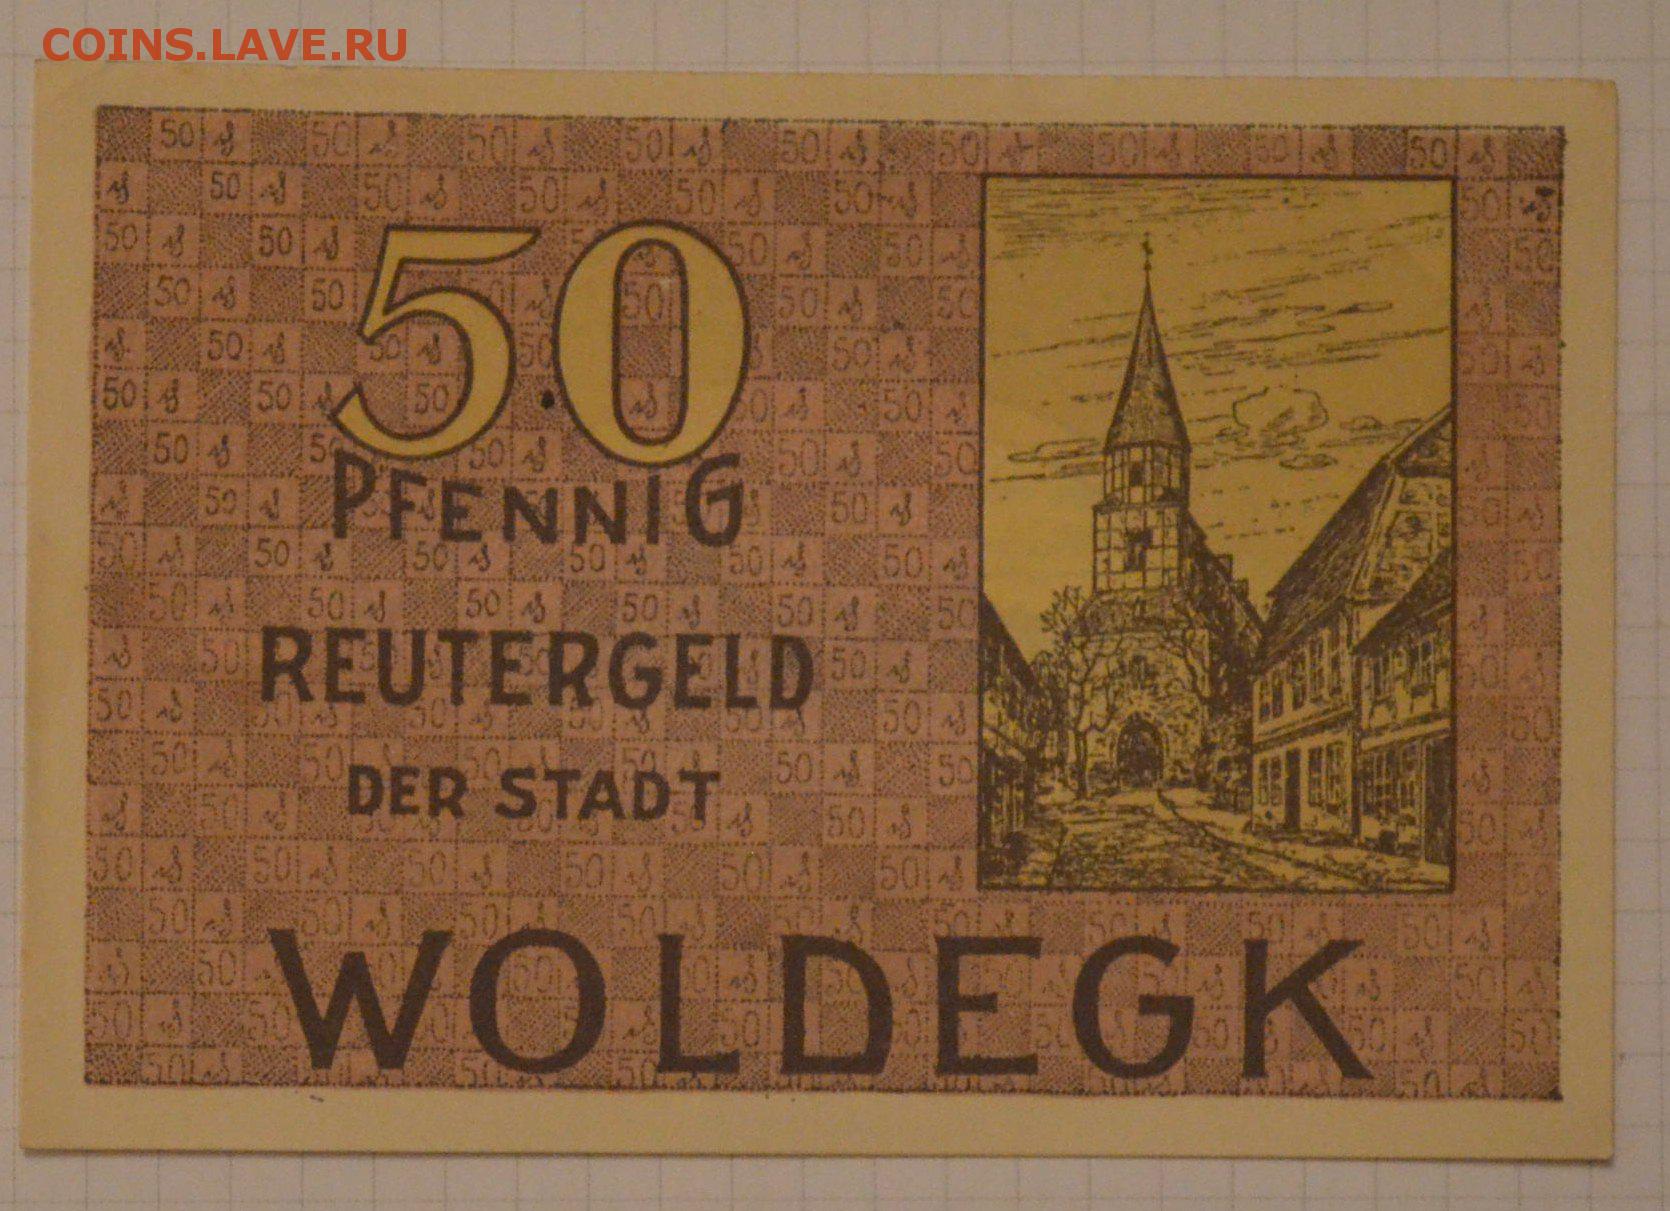 COINS.LAVE.RU
50
PFENNIG
REUTERGELD
DER STADT
WOLDEGK